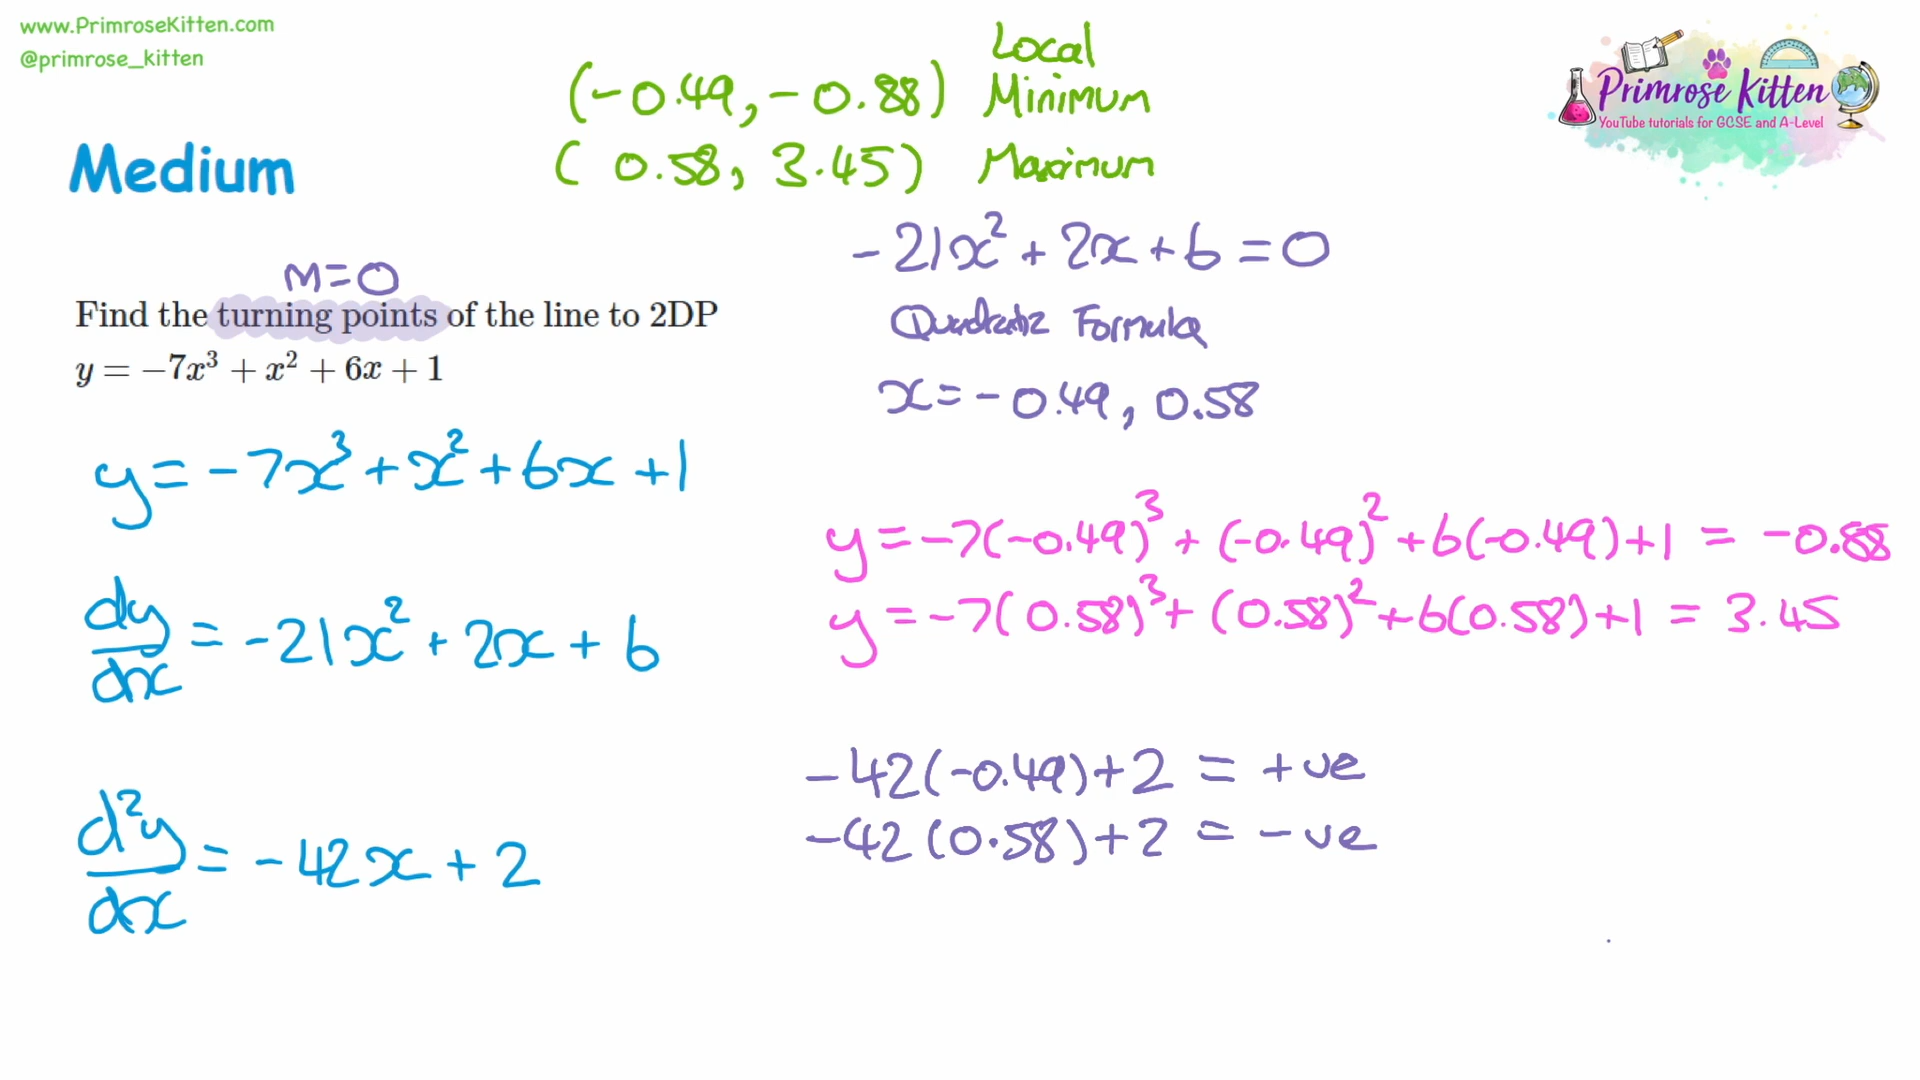 www.PrimroseKitten.com
@primrose_kitten
Primrose Kitten
YouTube tutorials for GCSE and A-Level
Local
(-0.49, -0.88) Minimum
(0.58, 3.45) Maximum
Medium
m=0
Find the turning points of the line to 2DP
y = −7x³ + x² + 6x + 1
y = -7x³ + x² + 6x + 1
dy/dx = -21x² + 2x + 6
d²y/dx = -42x + 2
-21x² + 2x + 6 = 0
Quadratic Formula
x = -0.49, 0.58
y = -7(-0.49)³ + (-0.49)² + 6(-0.49) + 1 = -0.88
y = -7(0.58)³ + (0.58)² + 6(0.58) + 1 = 3.45
-42(-0.49) + 2 = +ve
-42(0.58) + 2 = -ve